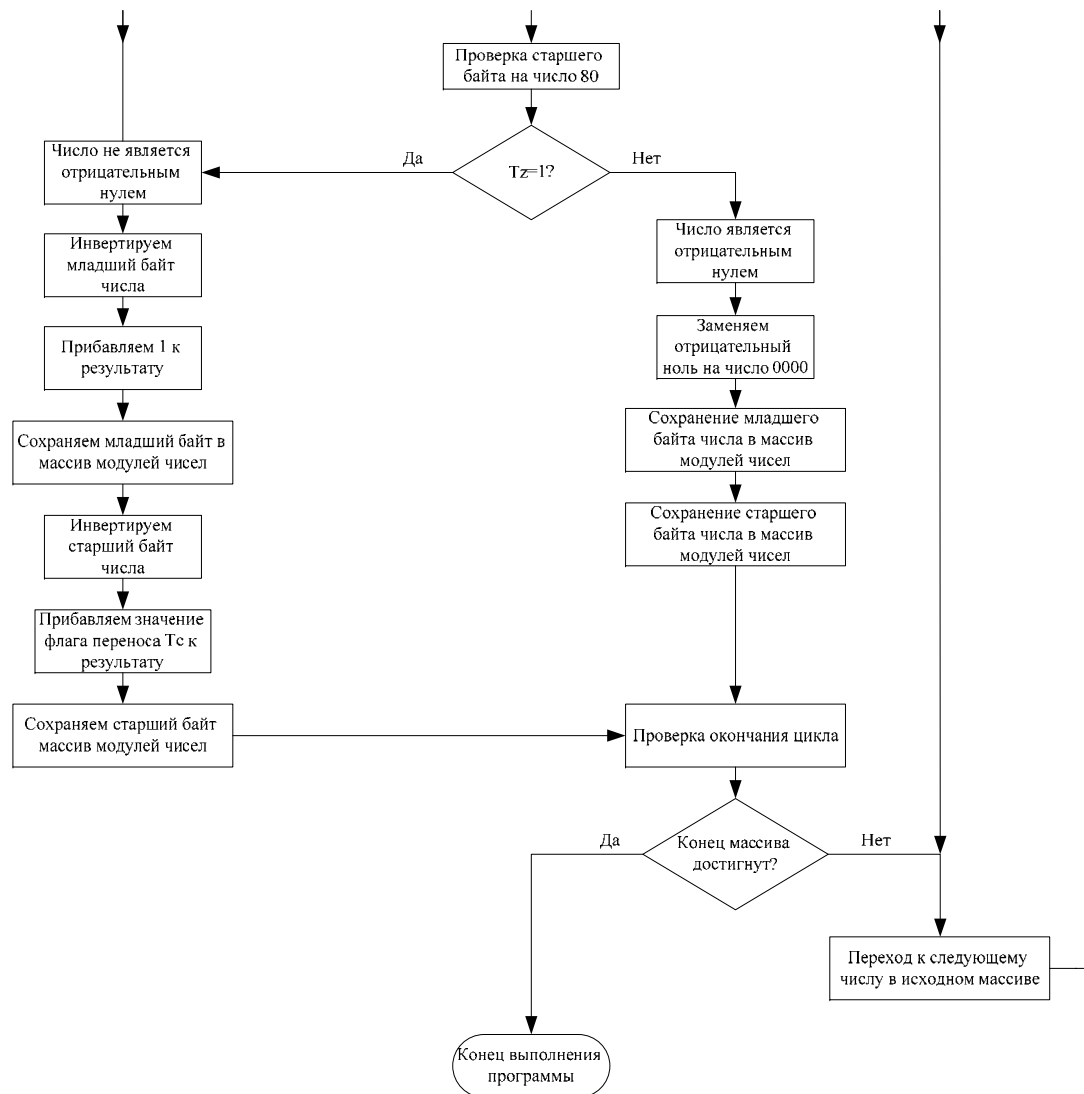 Проверка старшего
байта на число 80
Да
Tz=1?
Нет
Число не является
отрицательным
нулем
Инвертируем
младший байт
числа
Прибавляем 1 к
результату
Сохраняем младший байт в
массив модулей чисел
Инвертируем
старший байт
числа
Прибавляем значение
флага переноса Tc к
результату
Сохраняем старший байт
массив модулей чисел
Число является
отрицательным
нулем
Заменяем
отрицательный
ноль на число 0000
Сохранение младшего
байта числа в массив
модулей чисел
Сохранение старшего
байта числа в массив
модулей чисел
Проверка окончания цикла
Да
Конец массива
достигнут?
Нет
Переход к следующему
числу в исходном массиве
Конец выполнения
программы